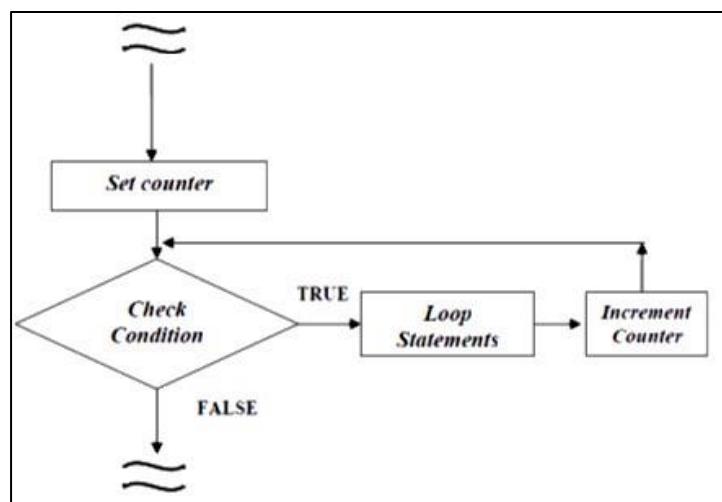 Set counter
Check
Condition
TRUE
Loop
Statements
Increment
Counter
FALSE